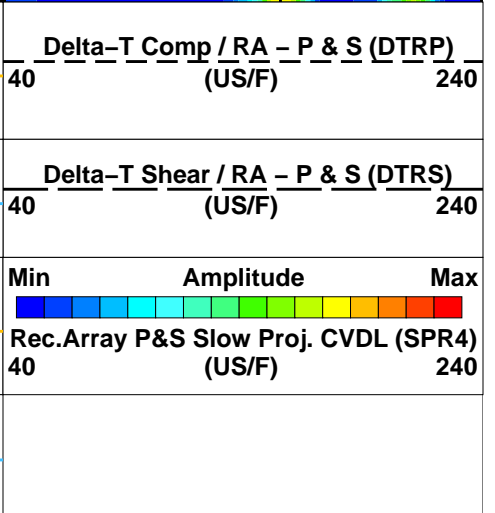 Delta–T Comp / RA – P & S (DTRP)
40 (US/F) 240
Delta–T Shear / RA – P & S (DTRS)
40 (US/F) 240
Min Amplitude Max
Rec.Array P&S Slow Proj. CVDL (SPR4)
40 (US/F) 240